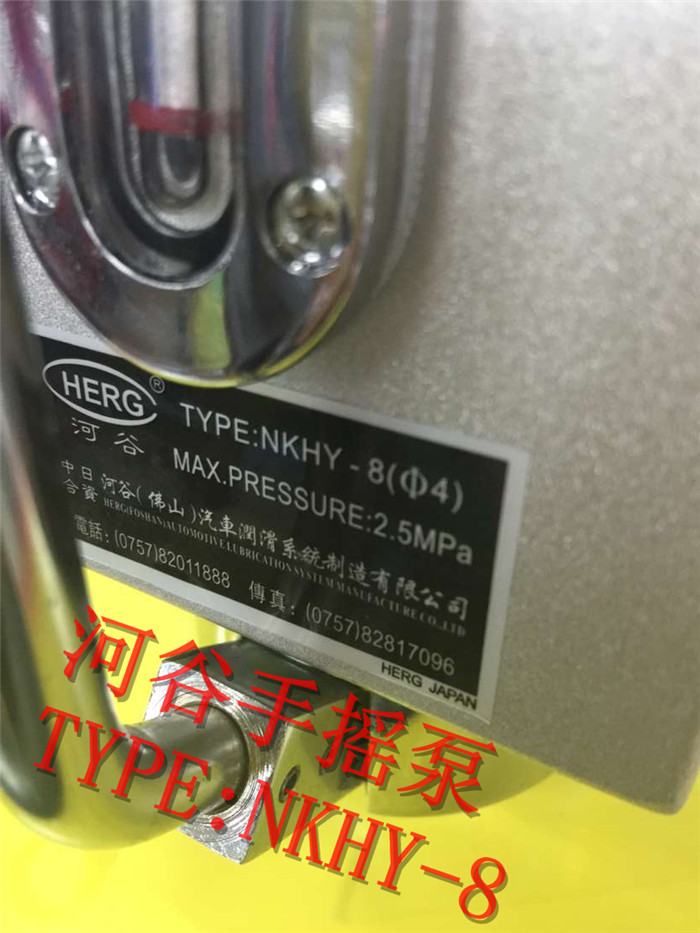 HERG®
河谷
TYPE:NKHY-8(Φ4)
MAX.PRESSURE:2.5MPa
中日合資 河谷(佛山)汽車潤滑系統制造有限公司
HERG(FOSHAN)AUTOMOTIVE LUBRICATION SYSTEM MANUFACTURE CO.,LTD
電話:(0757)82011888 傳真:(0757)82817096
HERG JAPAN
河谷手摇泵
TYPE:NKHY-8